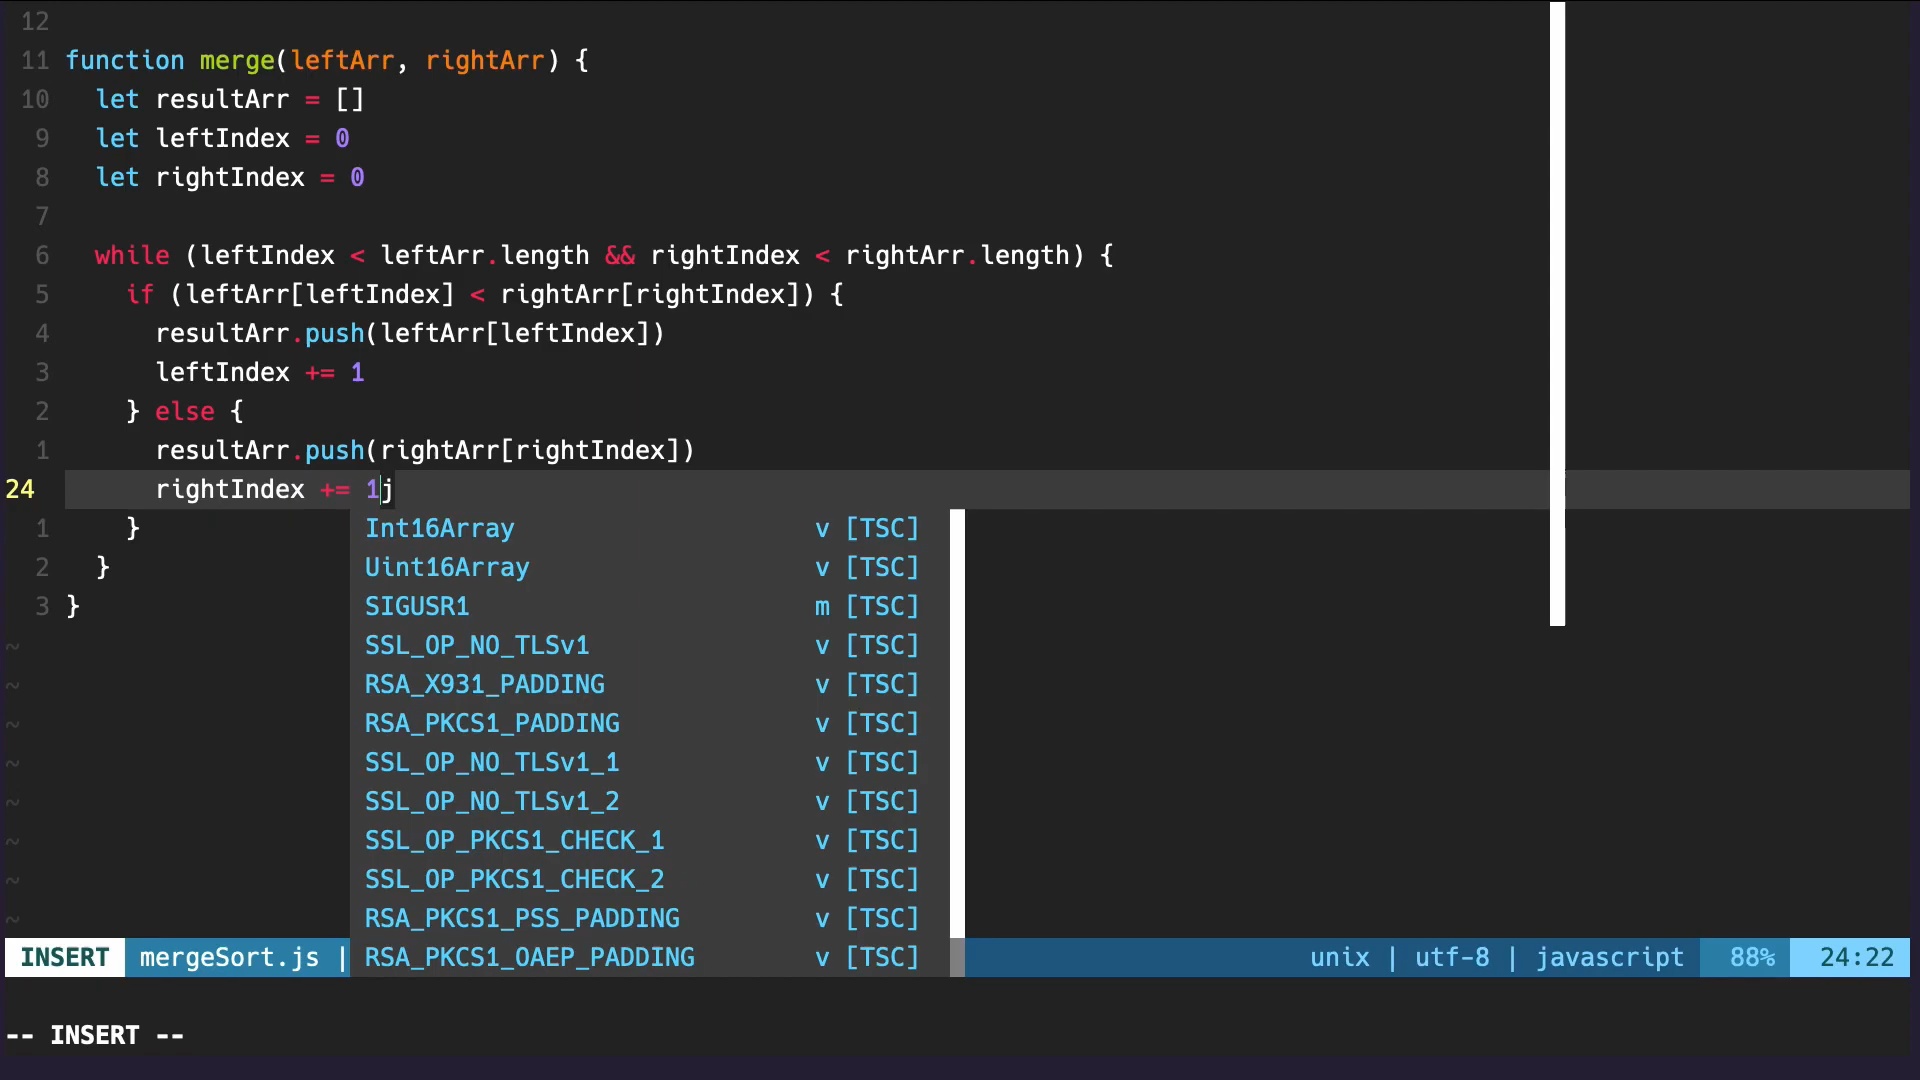 12
11 function merge(leftArr, rightArr) {
10   let resultArr = []
9   let leftIndex = 0
8   let rightIndex = 0
7
6   while (leftIndex < leftArr.length && rightIndex < rightArr.length) {
5     if (leftArr[leftIndex] < rightArr[rightIndex]) {
4       resultArr.push(leftArr[leftIndex])
3       leftIndex += 1
2     } else {
1       resultArr.push(rightArr[rightIndex])
24       rightIndex += 1j
1     } Int16Array v [TSC]
2   } Uint16Array v [TSC]
3 } SIGUSR1 m [TSC]
~ SSL_OP_NO_TLSv1 v [TSC]
~ RSA_X931_PADDING v [TSC]
~ RSA_PKCS1_PADDING v [TSC]
~ SSL_OP_NO_TLSv1_1 v [TSC]
~ SSL_OP_NO_TLSv1_2 v [TSC]
~ SSL_OP_PKCS1_CHECK_1 v [TSC]
~ SSL_OP_PKCS1_CHECK_2 v [TSC]
~ RSA_PKCS1_PSS_PADDING v [TSC]
INSERT mergeSort.js | RSA_PKCS1_OAEP_PADDING v [TSC] unix | utf-8 | javascript 88% 24:22
-- INSERT --